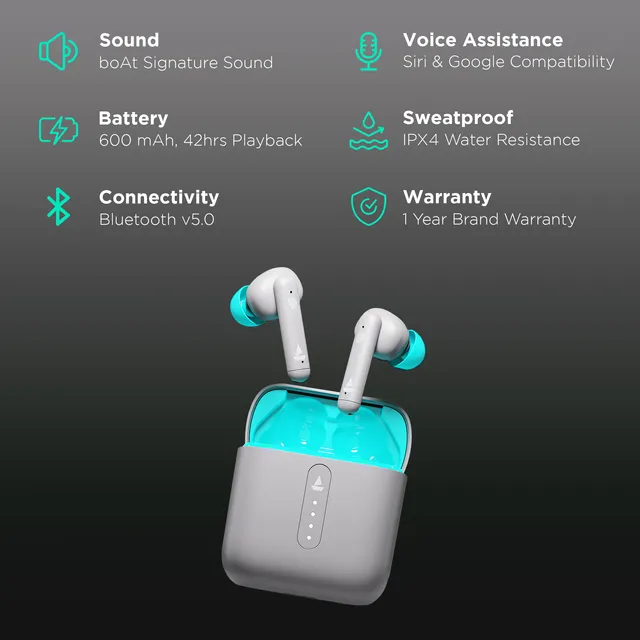 Sound
boAt Signature Sound
Voice Assistance
Siri & Google Compatibility
Battery
600 mAh, 42hrs Playback
Sweatproof
IPX4 Water Resistance
Connectivity
Bluetooth v5.0
Warranty
1 Year Brand Warranty